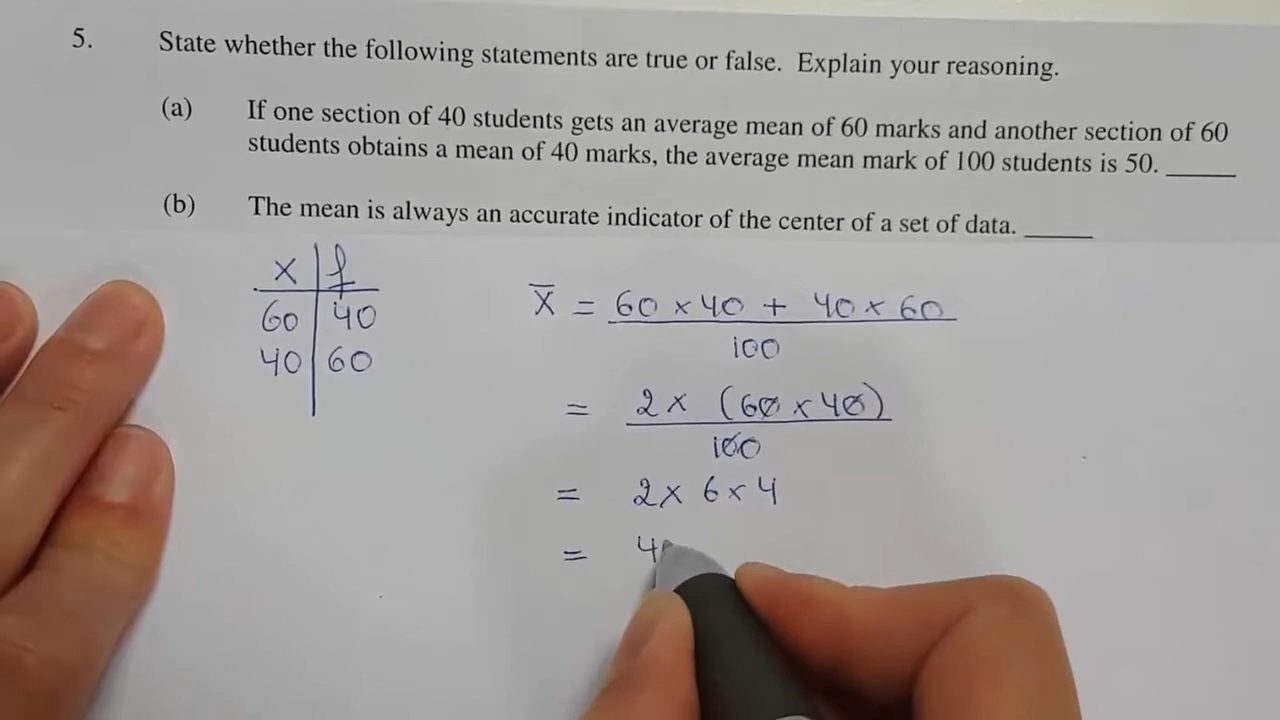 5. State whether the following statements are true or false. Explain your reasoning.
(a) If one section of 40 students gets an average mean of 60 marks and another section of 60
students obtains a mean of 40 marks, the average mean mark of 100 students is 50. _____
(b) The mean is always an accurate indicator of the center of a set of data. _____
x | f
60 | 40
40 | 60
x̄ = 60 × 40 + 40 × 60
100
= 2 × (60 × 40)
100
= 2 × 6 × 4
= 4